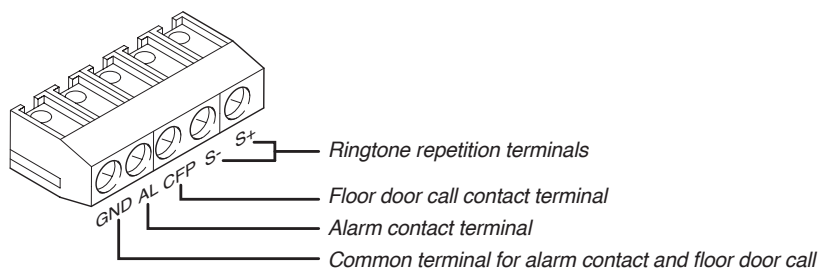 GND AL CFP S- S+
Ringtone repetition terminals
Floor door call contact terminal
Alarm contact terminal
Common terminal for alarm contact and floor door call